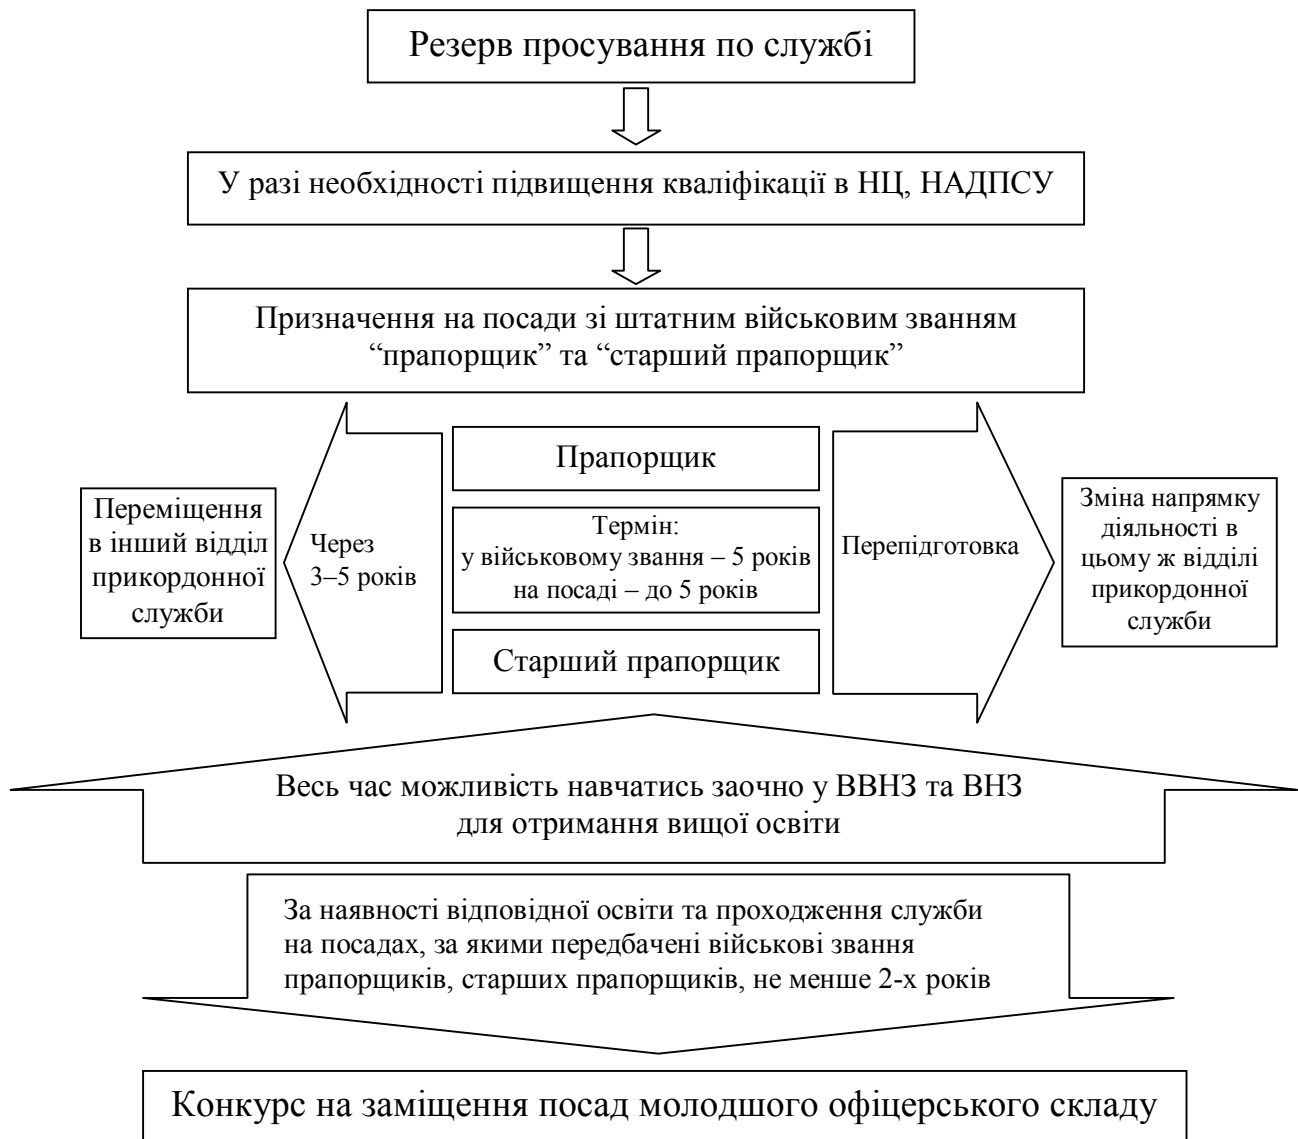 Резерв просування по службі
У разі необхідності підвищення кваліфікації в НЦ, НАДПСУ
Призначення на посади зі штатним військовим званням
“прапорщик” та “старший прапорщик”
Прапорщик
Переміщення
в інший відділ
прикордонної
служби
Через
3–5 років
Термін:
у військовому звання – 5 років
на посаді – до 5 років
Перепідготовка
Зміна напрямку
діяльності в
цьому ж відділі
прикордонної
служби
Старший прапорщик
Весь час можливість навчатись заочно у ВВНЗ та ВНЗ
для отримання вищої освіти
За наявності відповідної освіти та проходження служби
на посадах, за якими передбачені військові звання
прапорщиків, старших прапорщиків, не менше 2-х років
Конкурс на заміщення посад молодшого офіцерського складу